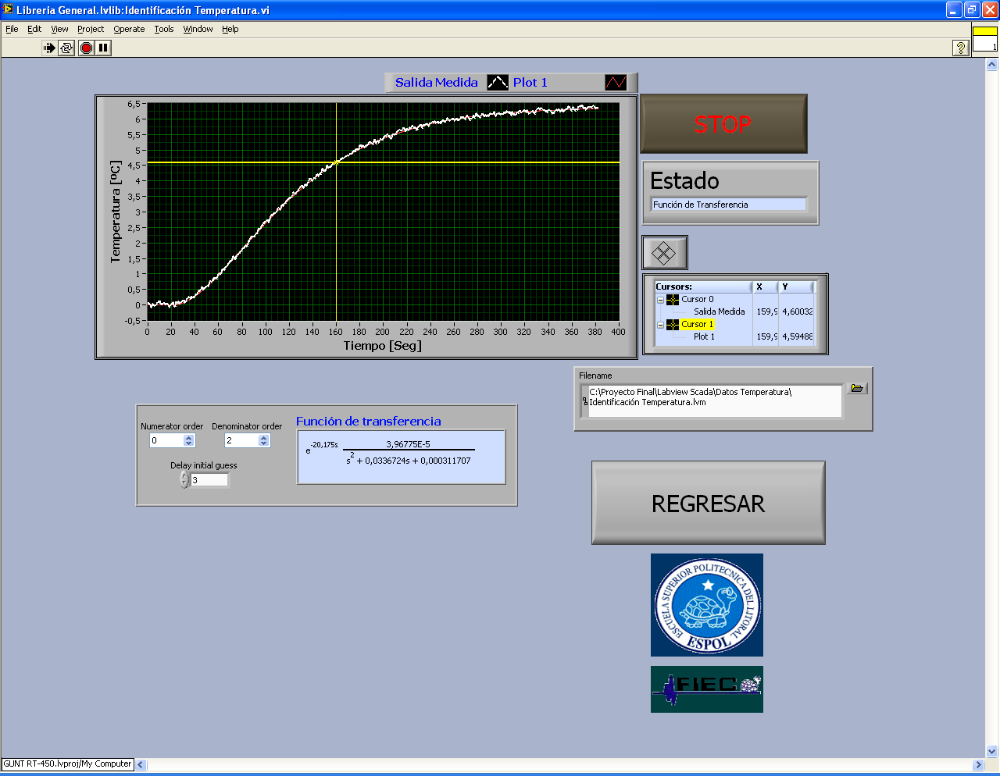 Libreria General.lvlib:Identificación Temperatura.vi
File Edit View Project Operate Tools Window Help
1
Salida Medida Plot 1
Temperatura [ºC]
6,5
6
5,5
5
4,5
4
3,5
3
2,5
2
1,5
1
0,5
0
-0,5
0 20 40 60 80 100 120 140 160 180 200 220 240 260 280 300 320 340 360 380 400
Tiempo [Seg]
STOP
Estado
Función de Transferencia
Cursors: X Y
Cursor 0
Salida Medida 159,9 4,60032
Cursor 1
Plot 1 159,9 4,59488
Filename
C:\Proyecto Final\Labview Scada\Datos Temperatura\
Identificación Temperatura.lvm
Numerator order Denominator order
0 2
Delay initial guess
3
Función de transferencia
e^-20,175s 3,96775E-5
s^2 + 0,0336724s + 0,000311707
REGRESAR
ESCUELA SUPERIOR POLITECNICA DEL LITORAL
ESPOL
FIEC
GUNT RT-450.lvproj/My Computer